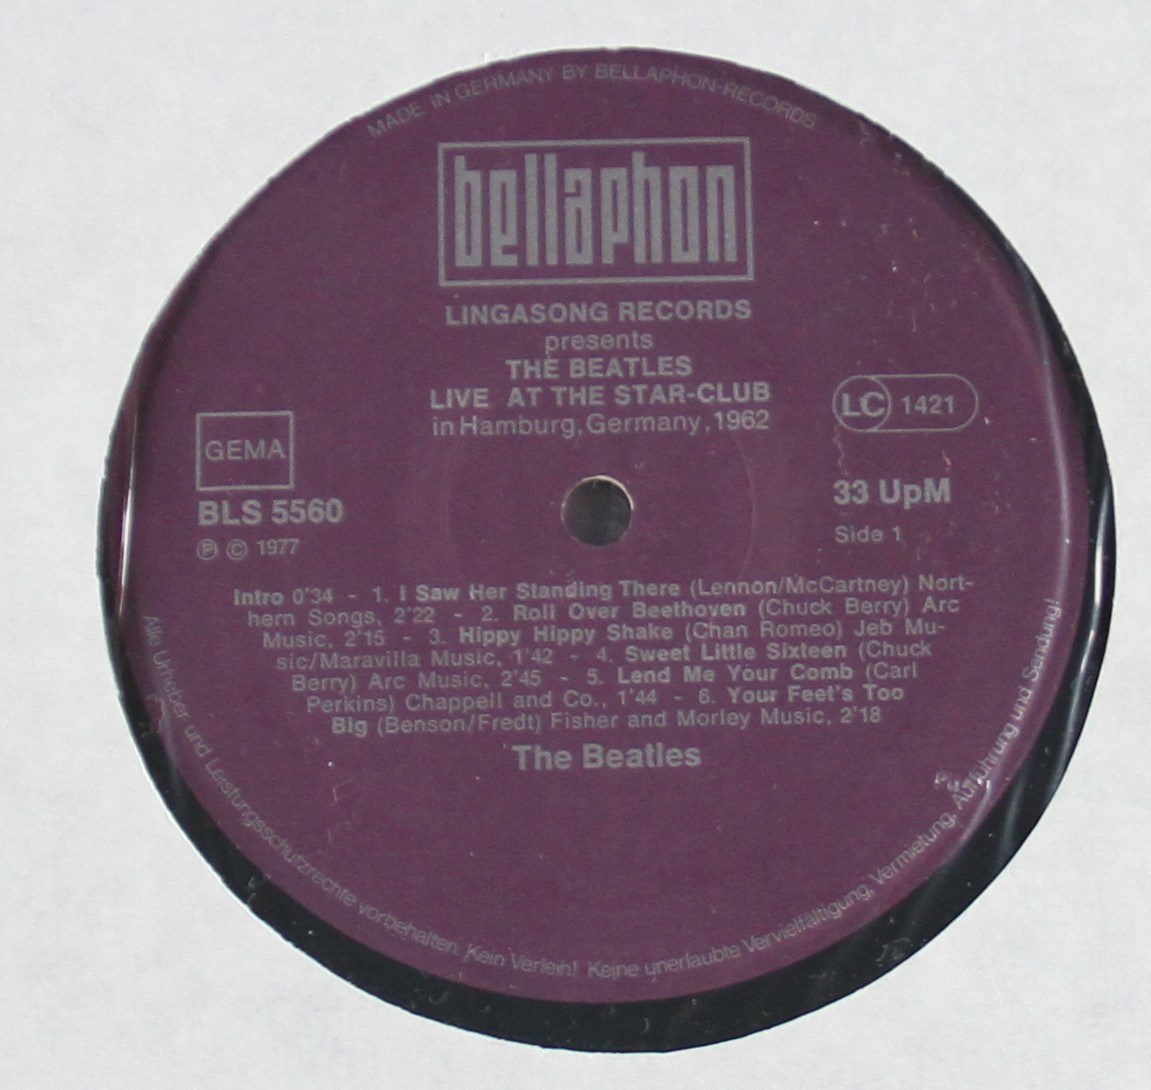 MADE IN GERMANY BY BELLAPHON-RECORDS
bellaphon
LINGASONG RECORDS
presents
THE BEATLES
LIVE AT THE STAR-CLUB
in Hamburg, Germany, 1962
GEMA
BLS 5560
Ⓟ © 1977
LC 1421
33 UpM
Side 1
Intro 0'34 - 1. I Saw Her Standing There (Lennon/McCartney) Nort-
hern Songs, 2'22 - 2. Roll Over Beethoven (Chuck Berry) Arc
Music, 2'15 - 3. Hippy Hippy Shake (Chan Romeo) Jeb Mu-
sic/Maravilla Music, 1'42 - 4. Sweet Little Sixteen (Chuck
Berry) Arc Music, 2'45 - 5. Lend Me Your Comb (Carl
Perkins) Chappell and Co., 1'44 - 6. Your Feet's Too
Big (Benson/Fredt) Fisher and Morley Music, 2'18
The Beatles
Alle Urheber und Leistungsschutzrechte vorbehalten. Kein Verleih! Keine unerlaubte Vervielfältigung, Vermietung, Aufführung und Sendung!